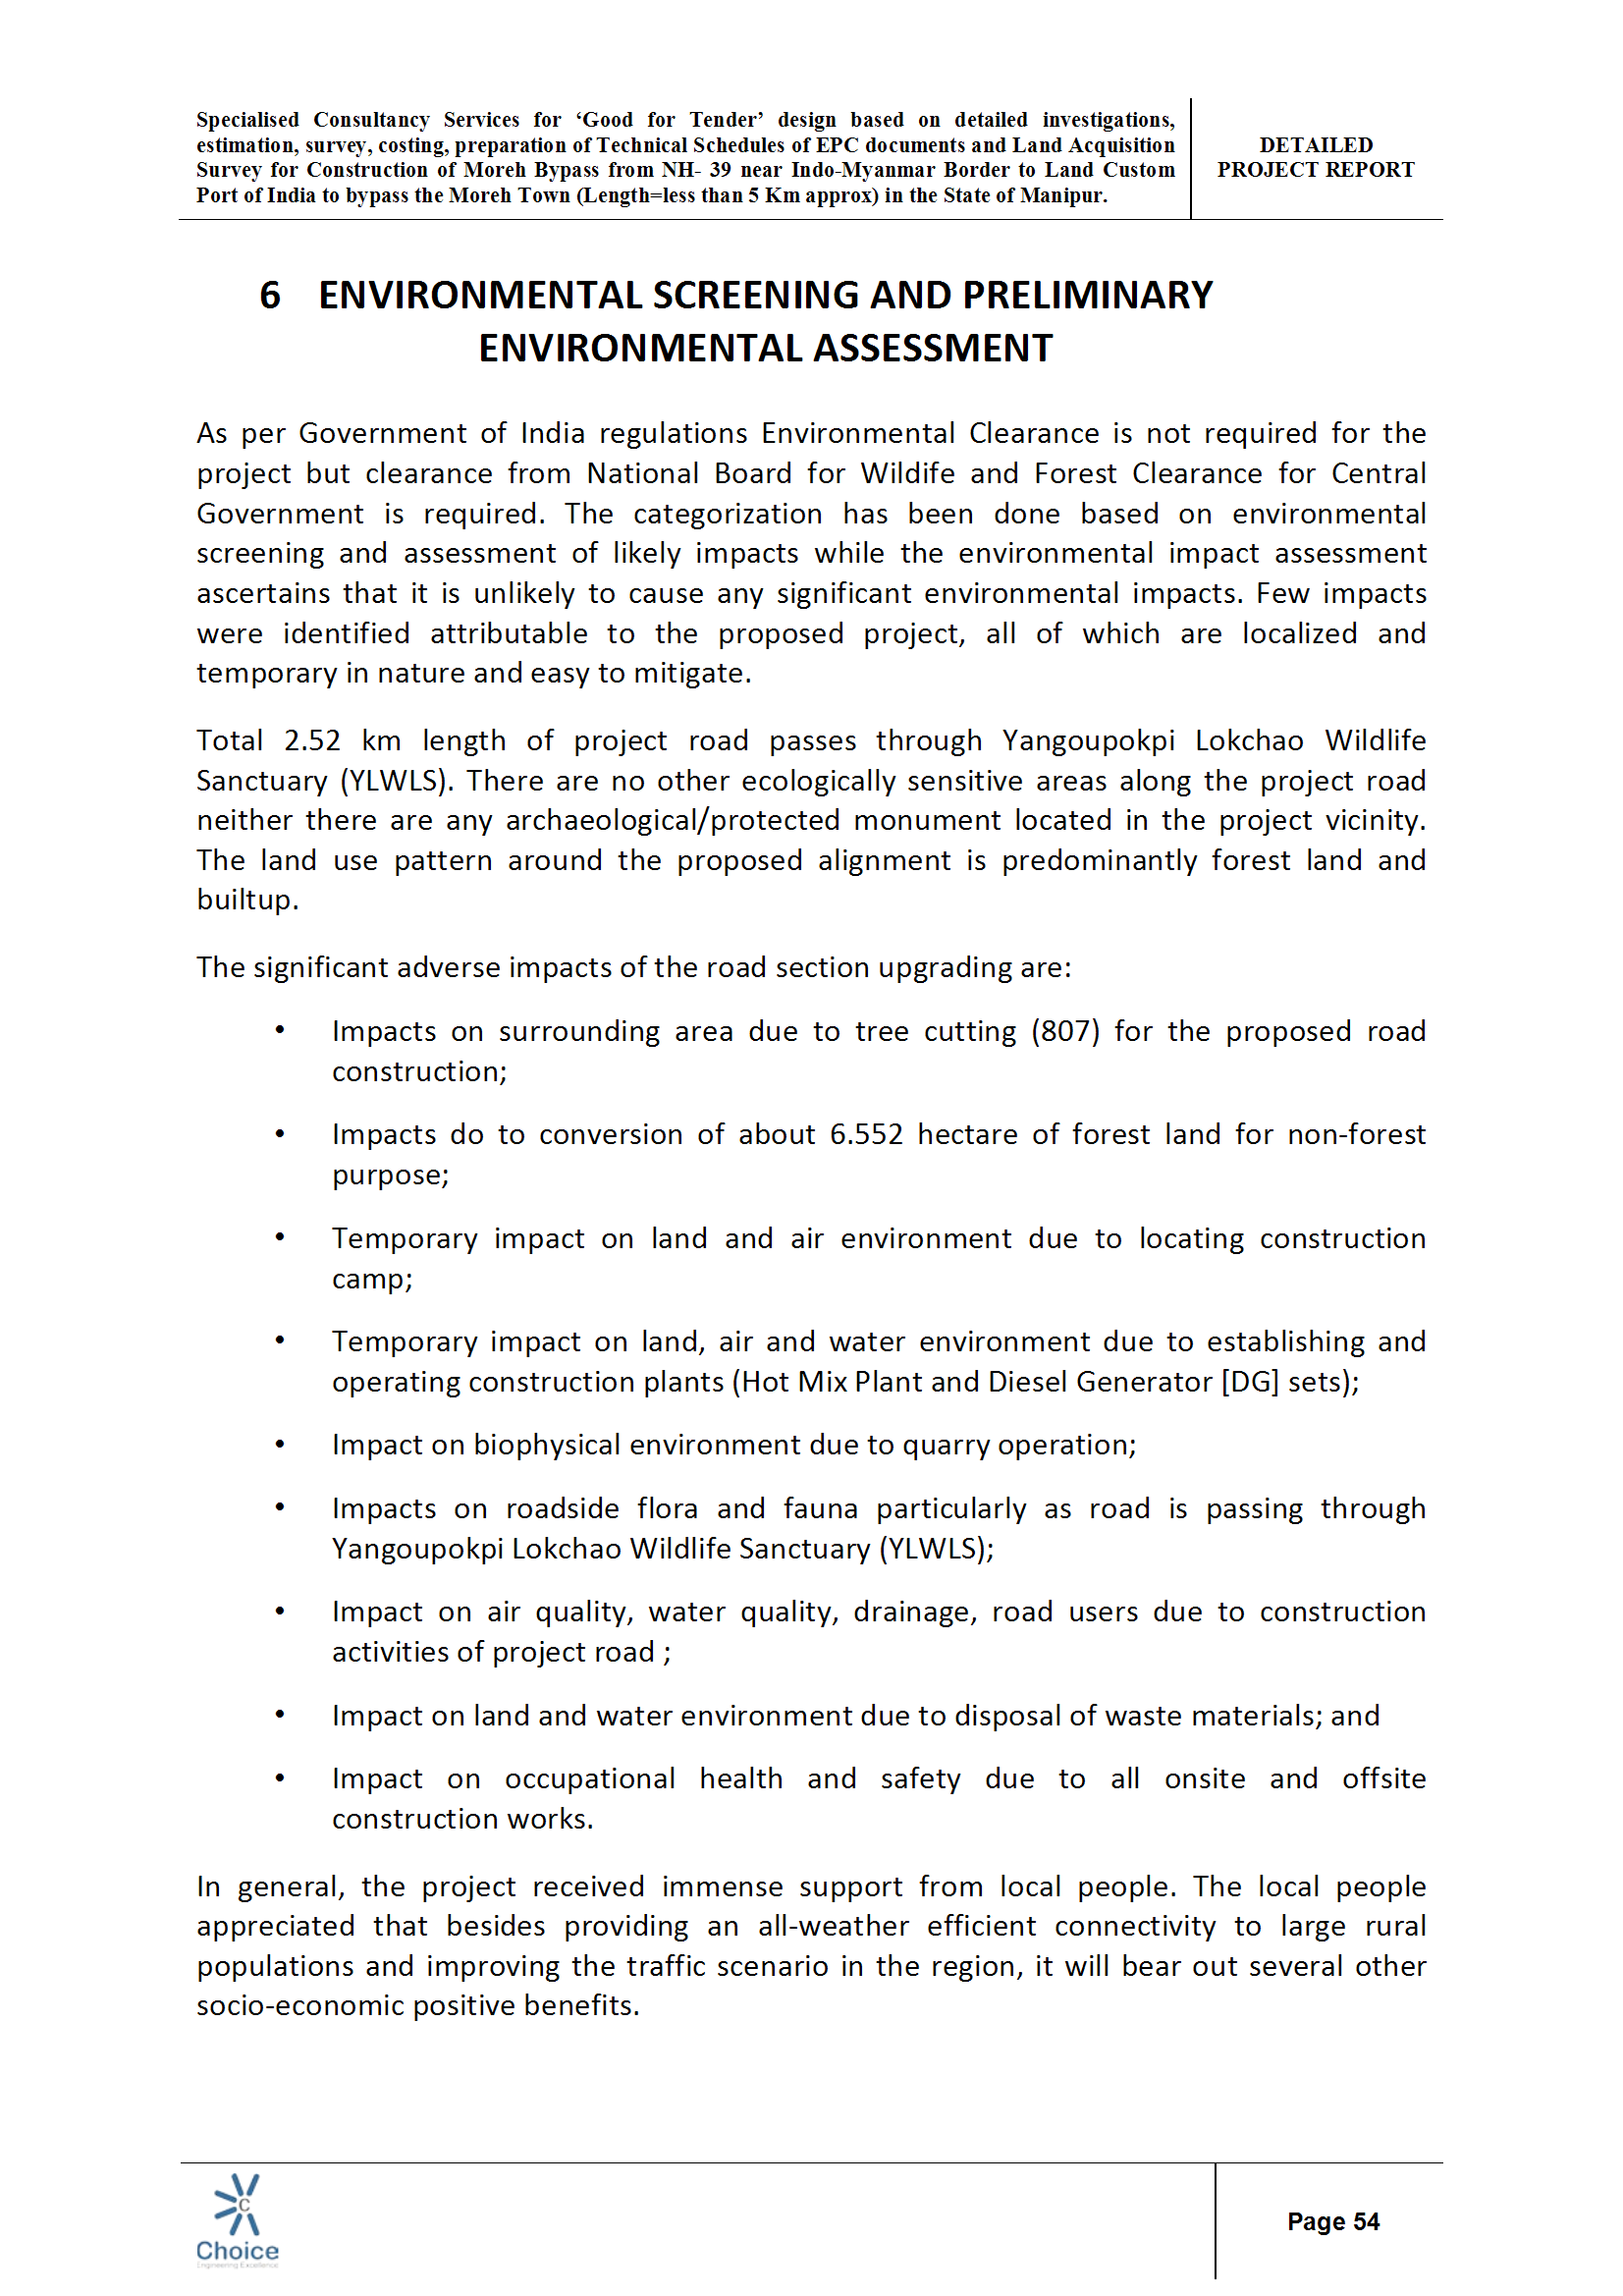 Specialised Consultancy Services for ‘Good for Tender’ design based on detailed investigations,
estimation, survey, costing, preparation of Technical Schedules of EPC documents and Land Acquisition
Survey for Construction of Moreh Bypass from NH- 39 near Indo-Myanmar Border to Land Custom
Port of India to bypass the Moreh Town (Length=less than 5 Km approx) in the State of Manipur.
DETAILED
PROJECT REPORT
6 ENVIRONMENTAL SCREENING AND PRELIMINARY
ENVIRONMENTAL ASSESSMENT
As per Government of India regulations Environmental Clearance is not required for the
project but clearance from National Board for Wildife and Forest Clearance for Central
Government is required. The categorization has been done based on environmental
screening and assessment of likely impacts while the environmental impact assessment
ascertains that it is unlikely to cause any significant environmental impacts. Few impacts
were identified attributable to the proposed project, all of which are localized and
temporary in nature and easy to mitigate.
Total 2.52 km length of project road passes through Yangoupokpi Lokchao Wildlife
Sanctuary (YLWLS). There are no other ecologically sensitive areas along the project road
neither there are any archaeological/protected monument located in the project vicinity.
The land use pattern around the proposed alignment is predominantly forest land and
builtup.
The significant adverse impacts of the road section upgrading are:
• Impacts on surrounding area due to tree cutting (807) for the proposed road
construction;
• Impacts do to conversion of about 6.552 hectare of forest land for non-forest
purpose;
• Temporary impact on land and air environment due to locating construction
camp;
• Temporary impact on land, air and water environment due to establishing and
operating construction plants (Hot Mix Plant and Diesel Generator [DG] sets);
• Impact on biophysical environment due to quarry operation;
• Impacts on roadside flora and fauna particularly as road is passing through
Yangoupokpi Lokchao Wildlife Sanctuary (YLWLS);
• Impact on air quality, water quality, drainage, road users due to construction
activities of project road ;
• Impact on land and water environment due to disposal of waste materials; and
• Impact on occupational health and safety due to all onsite and offsite
construction works.
In general, the project received immense support from local people. The local people
appreciated that besides providing an all-weather efficient connectivity to large rural
populations and improving the traffic scenario in the region, it will bear out several other
socio-economic positive benefits.
C
Choice
Engineering Excellence
Page 54